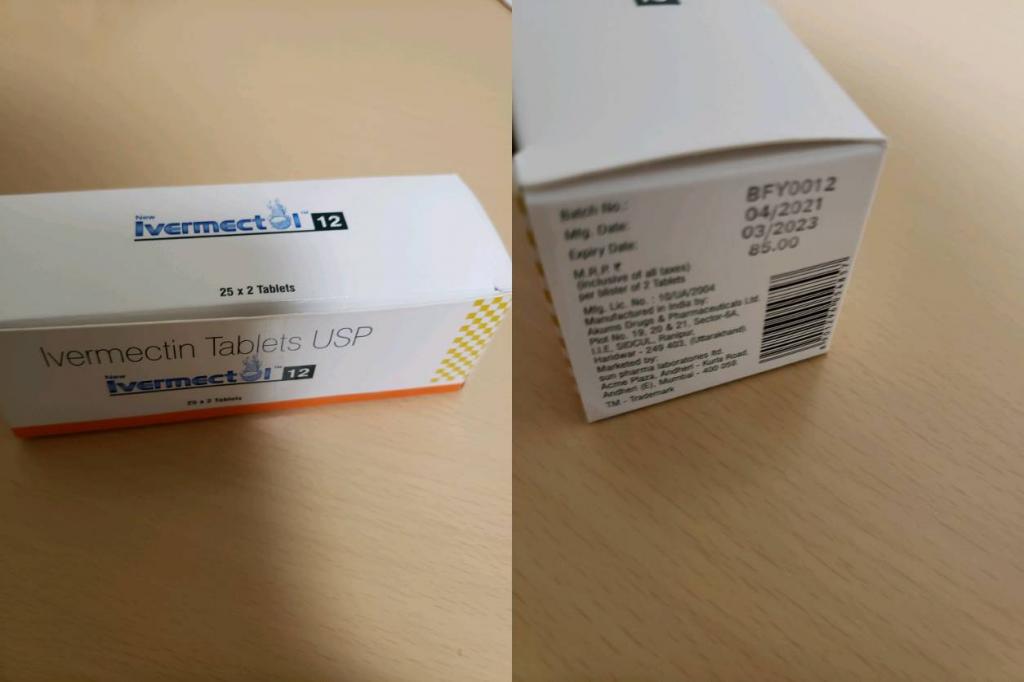 New
Ivermectol™ 12
25 x 2 Tablets
Ivermectin Tablets USP
New
Ivermectol™ 12
25 x 2 Tablets
Batch No.: BFY0012
Mfg. Date: 04/2021
Expiry Date: 03/2023
M.R.P. ₹ 85.00
(inclusive of all taxes)
per blister of 2 Tablets
Mfg. Lic. No. : 10/UA/2004
Manufactured in India by:
Akums Drugs & Pharmaceuticals Ltd.
Plot No. 19, 20 & 21, Sector-6A,
I.I.E. SIDCUL, Ranipur,
Haridwar - 249 403, (Uttarakhand)
Marketed by:
sun pharma laboratories ltd.
Acme Plaza, Andheri - Kurla Road,
Andheri (E), Mumbai - 400 059.
TM - Trademark